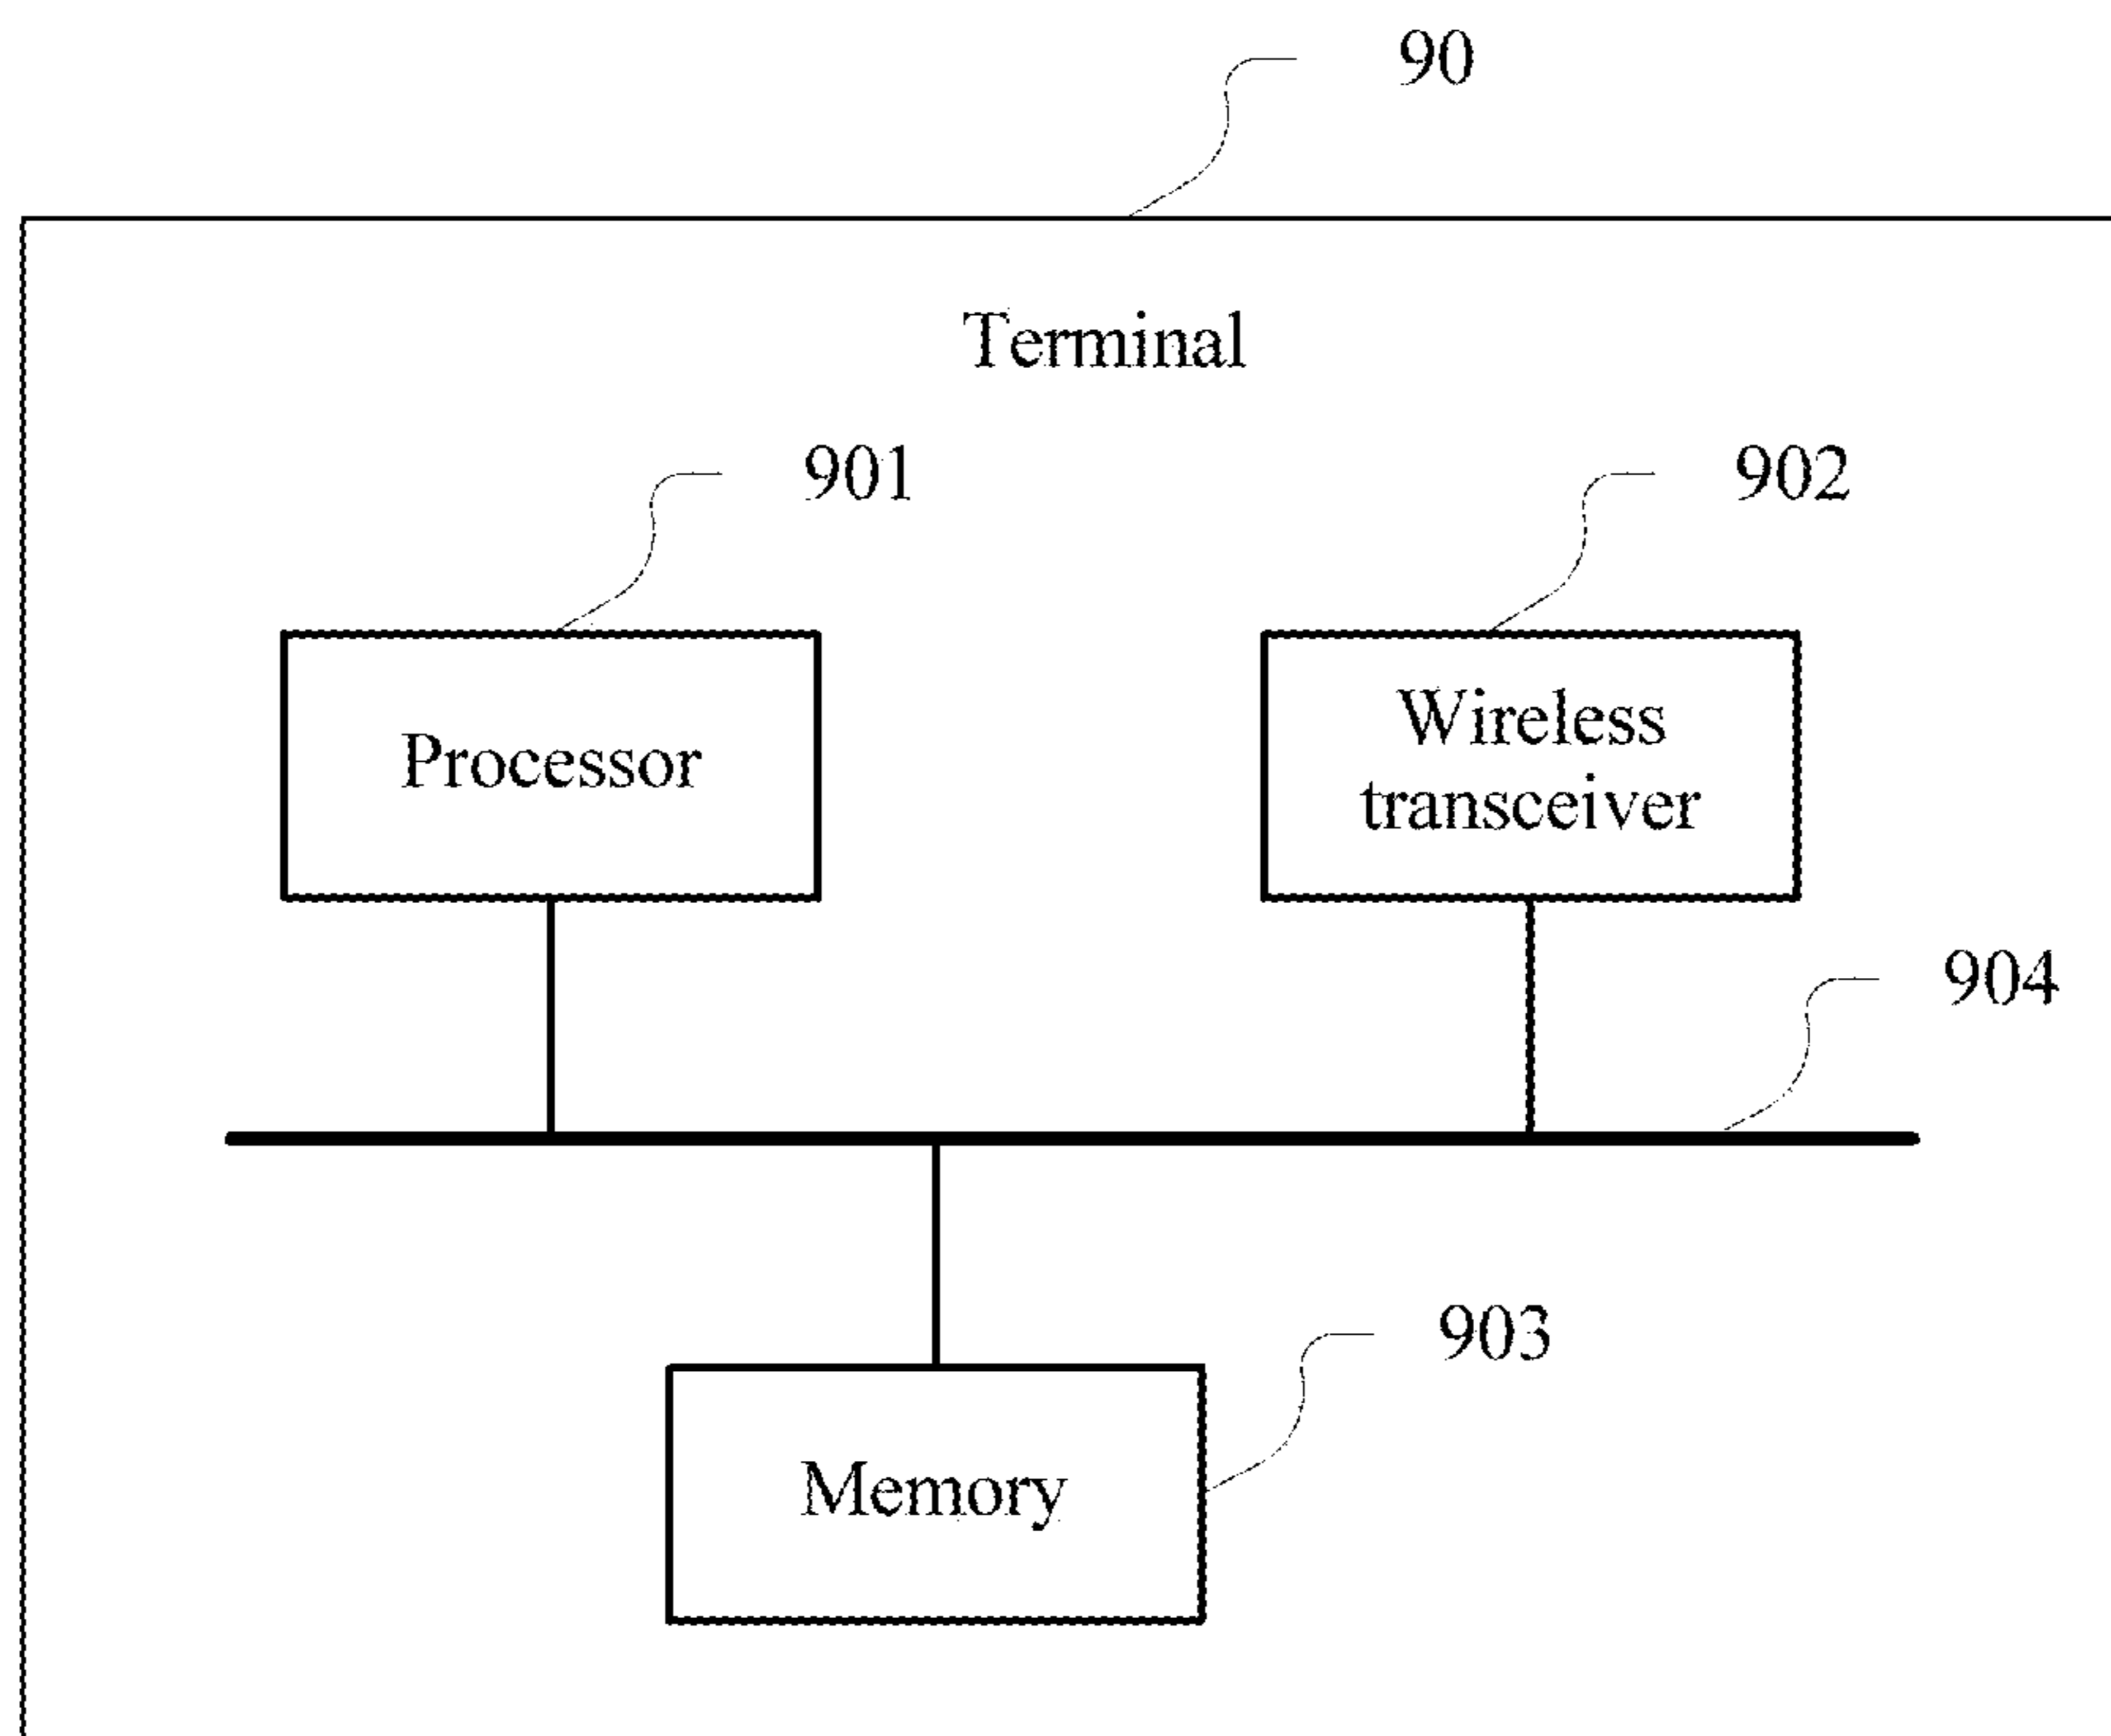 90
Terminal
901
902
Processor
Wireless
transceiver
904
903
Memory